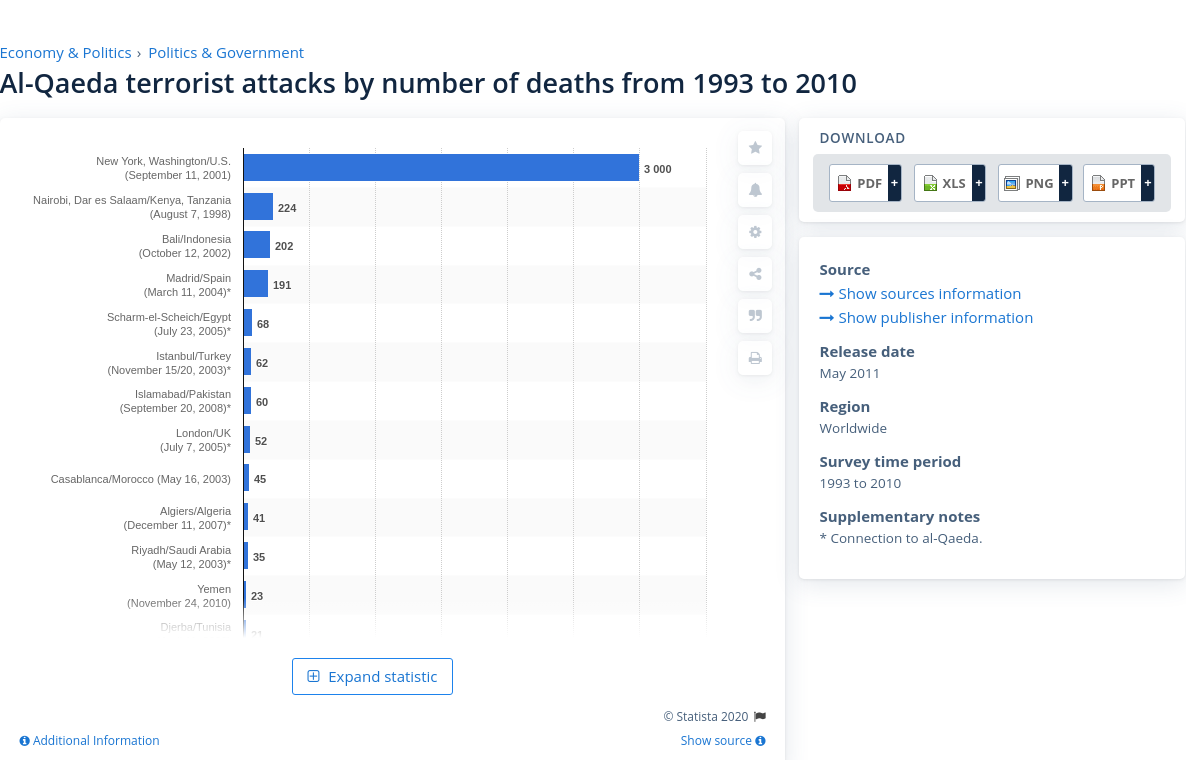 Economy & Politics › Politics & Government
Al-Qaeda terrorist attacks by number of deaths from 1993 to 2010
New York, Washington/U.S.
(September 11, 2001)
3 000
Nairobi, Dar es Salaam/Kenya, Tanzania
(August 7, 1998)
224
Bali/Indonesia
(October 12, 2002)
202
Madrid/Spain
(March 11, 2004)*
191
Scharm-el-Scheich/Egypt
(July 23, 2005)*
68
Istanbul/Turkey
(November 15/20, 2003)*
62
Islamabad/Pakistan
(September 20, 2008)*
60
London/UK
(July 7, 2005)*
52
Casablanca/Morocco (May 16, 2003)
45
Algiers/Algeria
(December 11, 2007)*
41
Riyadh/Saudi Arabia
(May 12, 2003)*
35
Yemen
(November 24, 2010)
23
Djerba/Tunisia
21
Expand statistic
© Statista 2020
Additional Information
Show source
DOWNLOAD
PDF + XLS + PNG + PPT +
Source
Show sources information
Show publisher information
Release date
May 2011
Region
Worldwide
Survey time period
1993 to 2010
Supplementary notes
* Connection to al-Qaeda.